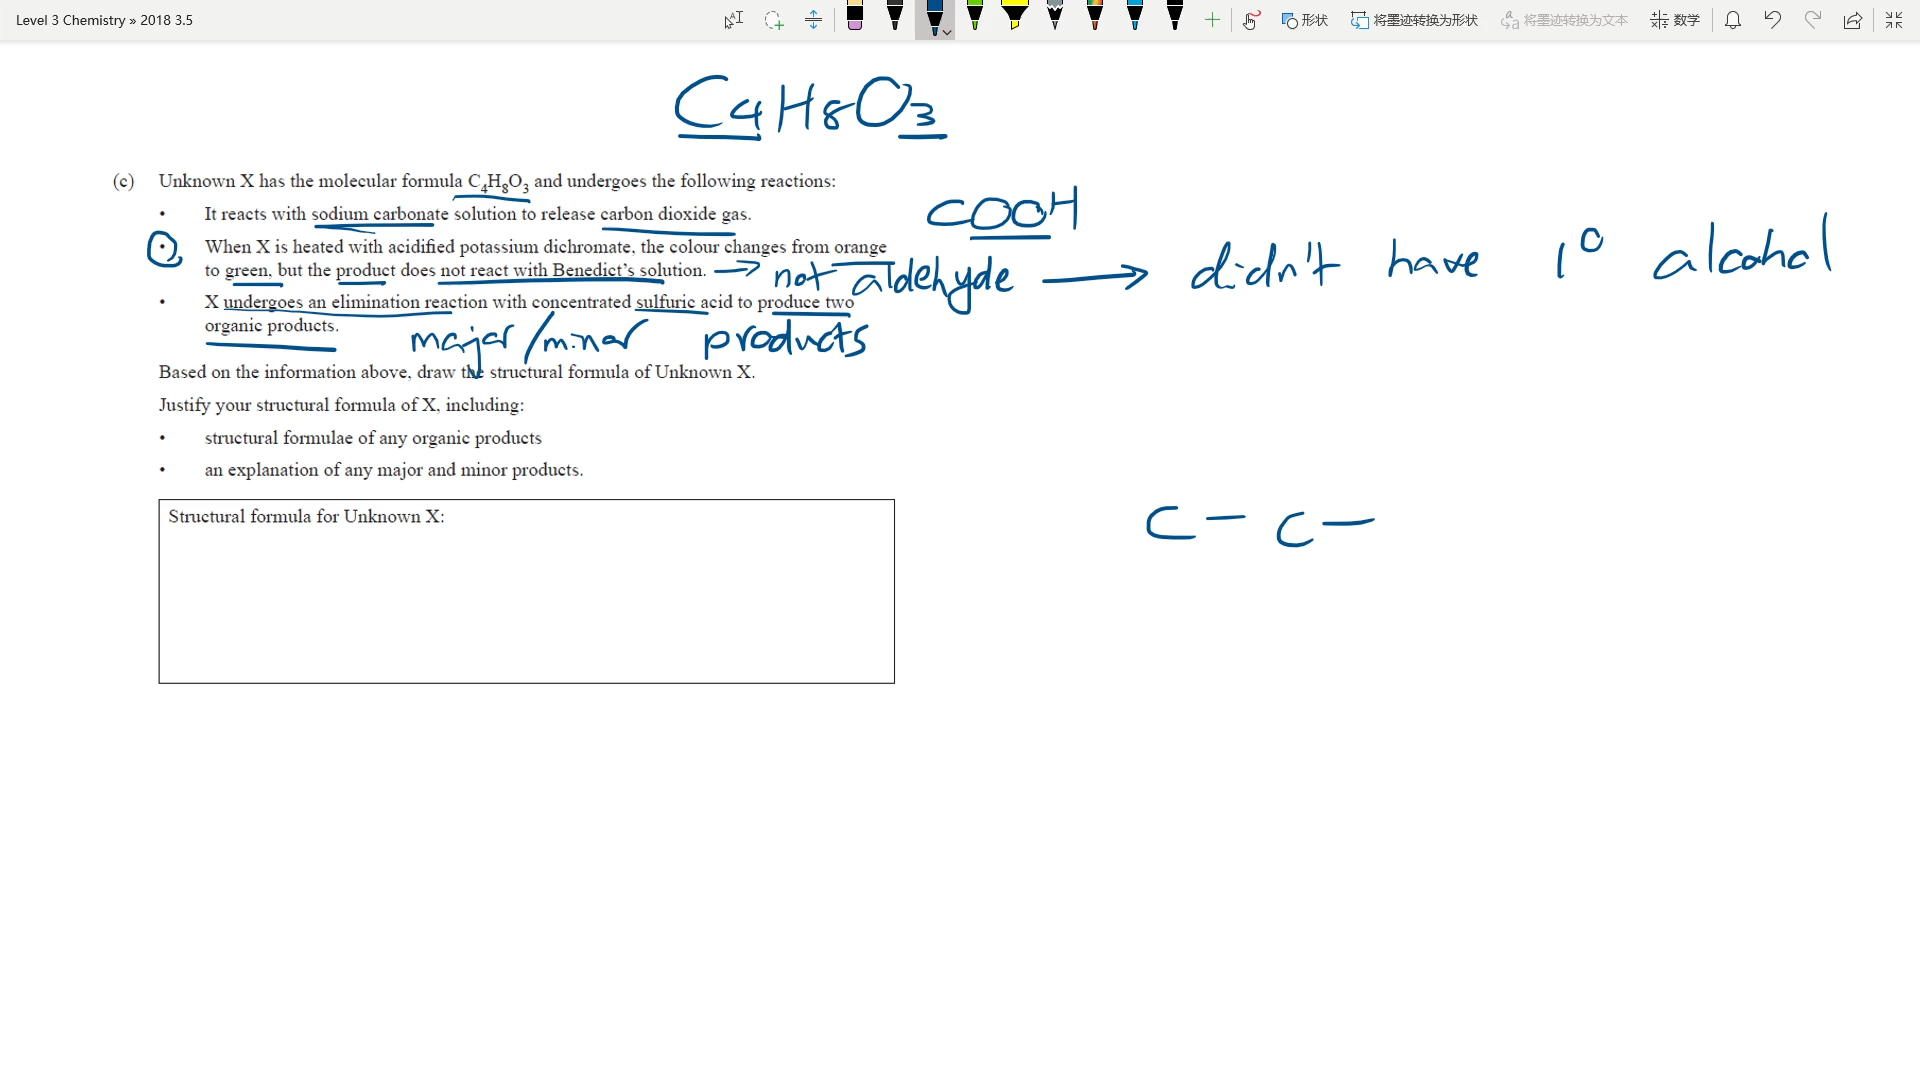 Level 3 Chemistry » 2018 3.5
形状
将墨迹转换为形状
将墨迹转换为文本
数学
C4H8O3
(c) Unknown X has the molecular formula C₄H₈O₃ and undergoes the following reactions:
• It reacts with sodium carbonate solution to release carbon dioxide gas.
COOH
• When X is heated with acidified potassium dichromate, the colour changes from orange
to green, but the product does not react with Benedict's solution. → not aldehyde → didn't have 1° alcohol
• X undergoes an elimination reaction with concentrated sulfuric acid to produce two
organic products.
major/minor products
Based on the information above, draw the structural formula of Unknown X.
Justify your structural formula of X, including:
• structural formulae of any organic products
• an explanation of any major and minor products.
Structural formula for Unknown X:
C – C –